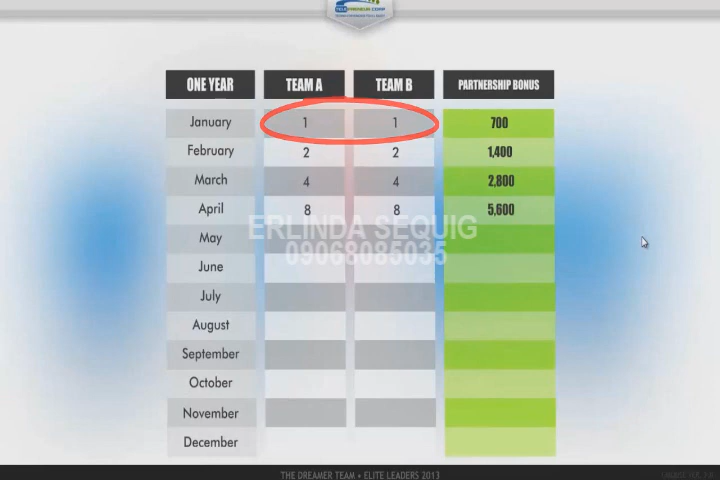 ONE YEAR TEAM A TEAM B PARTNERSHIP BONUS
January 1 1 700
February 2 2 1,400
March 4 4 2,800
April 8 8 5,600
ERLINDA SEQUIG
May
09068085035
June
July
August
September
October
November
December
THE DREAMER TEAM • ELITE LEADERS 2013